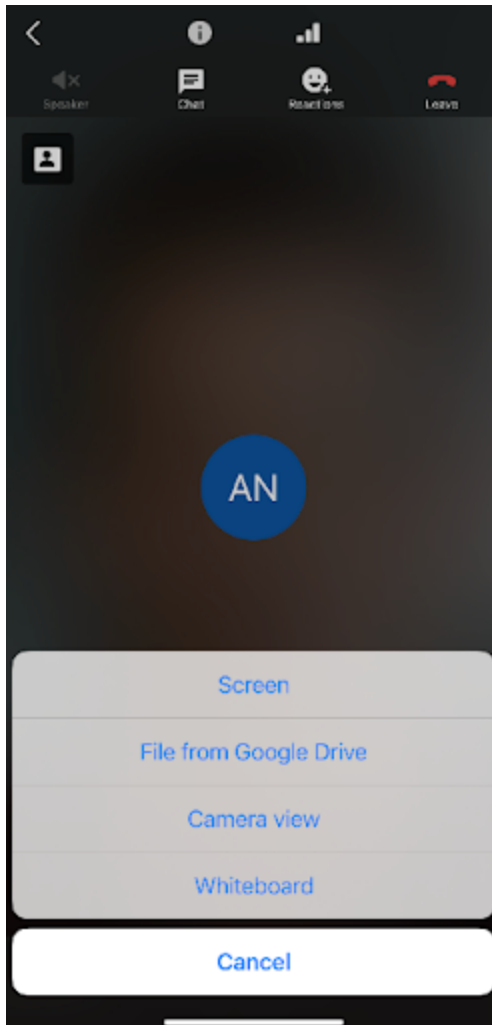 Speaker Chat Reactions Leave
AN
Screen
File from Google Drive
Camera view
Whiteboard
Cancel